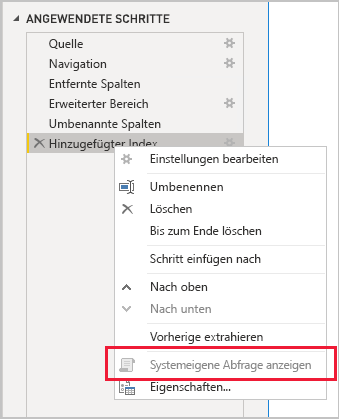 ANGEWENDETE SCHRITTE
Quelle
Navigation
Entfernte Spalten
Erweiterter Bereich
Umbenannte Spalten
Hinzugefügter Index
Einstellungen bearbeiten
Umbenennen
Löschen
Bis zum Ende löschen
Schritt einfügen nach
Nach oben
Nach unten
Vorherige extrahieren
Systemeigene Abfrage anzeigen
Eigenschaften...